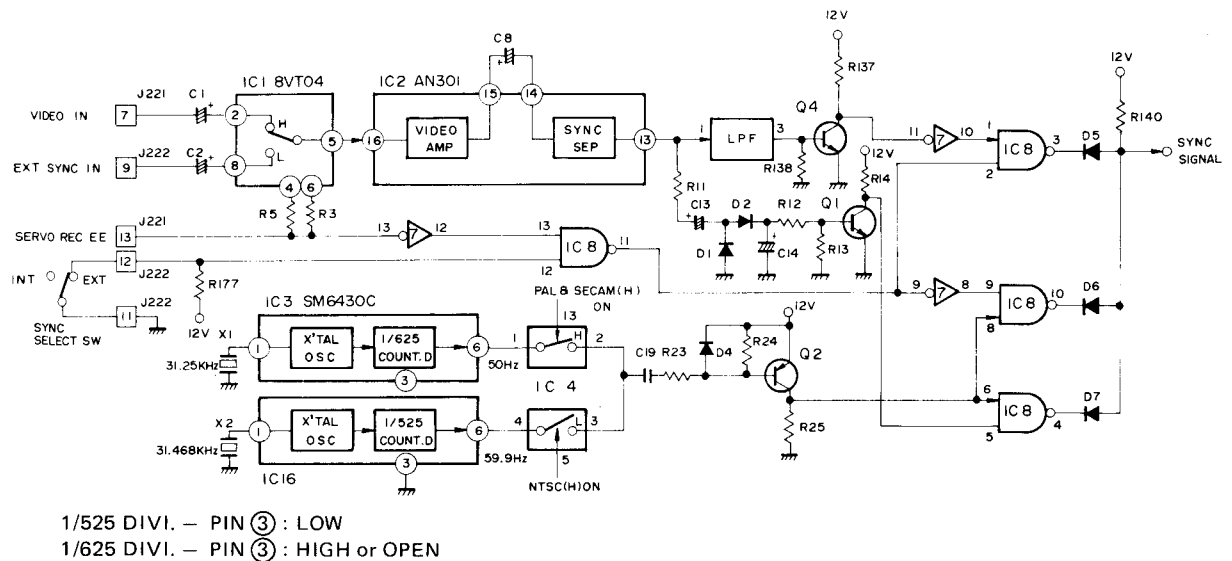 12V
C8
R137
12V
IC1 8VT04
IC2 AN301
Q4
R140
J221
C1
+
15
14
VIDEO IN
7
2
H
5
16
VIDEO AMP
SYNC SEP
13
1
LPF
3
11
7
10
1
IC8
3
D5
SYNC SIGNAL
J222
C2
+
L
R138
12V
2
EXT SYNC IN
9
8
R14
4
6
R11
Q1
R5
R3
C13
+
D2
R12
J221
SERVO REC EE
13
13
7
12
13
IC8
11
D1
+
C14
R13
12
J222
12
INT
EXT
R177
PAL & SECAM(H) ON
9
7
8
9
IC8
10
D6
J222
IC3 SM6430C
13
12V
8
11
12V
SYNC SELECT SW
X1
1
X'TAL OSC
1/625 COUNT.D
6
1
H
2
D4
R24
Q2
31.25KHz
50Hz
C19
R23
3
IC 4
D7
X2
1
X'TAL OSC
1/525 COUNT.D
6
4
L
3
R25
6
IC8
5
4
31.468KHz
59.9Hz
5
3
IC16
NTSC(H)ON
1/525 DIVI. – PIN ③ : LOW
1/625 DIVI. – PIN ③ : HIGH or OPEN